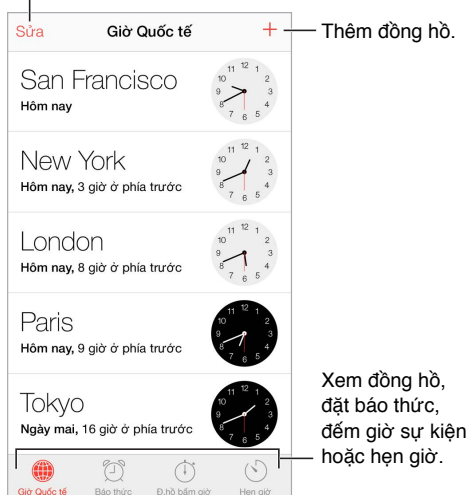 Sửa Giờ Quốc tế + Thêm đồng hồ.
San Francisco
Hôm nay
New York
Hôm nay, 3 giờ ở phía trước
London
Hôm nay, 8 giờ ở phía trước
Paris
Hôm nay, 9 giờ ở phía trước
Tokyo
Ngày mai, 16 giờ ở phía trước
Xem đồng hồ,
đặt báo thức,
đếm giờ sự kiện
hoặc hẹn giờ.
Giờ Quốc tế Báo thức Đ.hồ bấm giờ Hẹn giờ